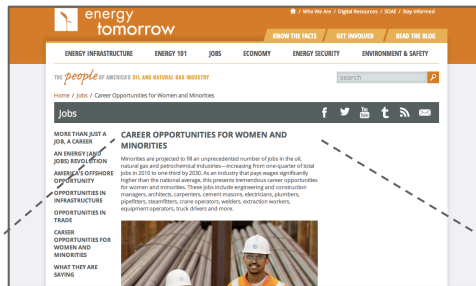 energy
tomorrow
/ Who We Are / Digital Resources / SOAE / Stay Informed
KNOW THE FACTS
GET INVOLVED
READ THE BLOG
ENERGY INFRASTRUCTURE
ENERGY 101
JOBS
ECONOMY
ENERGY SECURITY
ENVIRONMENT & SAFETY
THE people OF AMERICA'S OIL AND NATURAL GAS INDUSTRY
search
Home / Jobs / Career Opportunities for Women and Minorities
Jobs
You
Tube
MORE THAN JUST A
JOB, A CAREER
AN ENERGY (AND
JOBS) REVOLUTION
AMERICA'S OFFSHORE
OPPORTUNITY
OPPORTUNITIES IN
INFRASTRUCTURE
OPPORTUNITIES IN
TRADE
CAREER
OPPORTUNITIES FOR
WOMEN AND
MINORITIES
WHAT THEY ARE
SAYING
CAREER OPPORTUNITIES FOR WOMEN AND
MINORITIES
Minorities are projected to fill an unprecedented number of jobs in the oil,
natural gas and petrochemical industries—increasing from one-quarter of total
jobs in 2010 to one-third by 2030. As an industry that pays wages significantly
higher than the national average, this presents tremendous career opportunities
for women and minorities. These jobs include engineering and construction
managers, architects, carpenters, cement masons, electricians, plumbers,
pipefitters, steamfitters, crane operators, welders, extraction workers,
equipment operators, truck drivers and more.